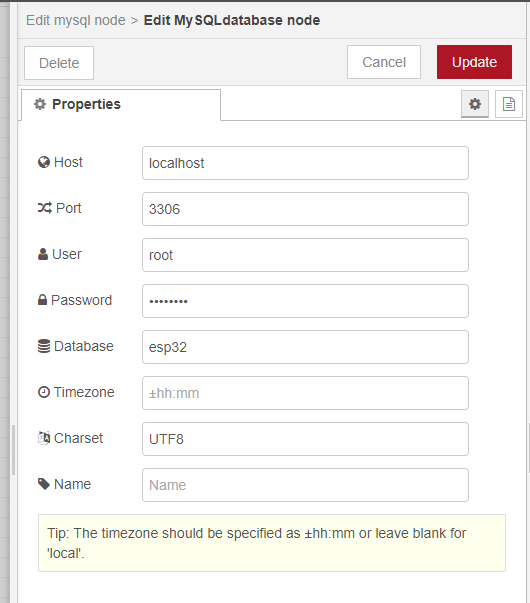 Edit mysql node > Edit MySQLdatabase node
Delete Cancel Update
Properties
Host localhost
Port 3306
User root
Password ••••••••
Database esp32
Timezone ±hh:mm
Charset UTF8
Name Name
Tip: The timezone should be specified as ±hh:mm or leave blank for
'local'.